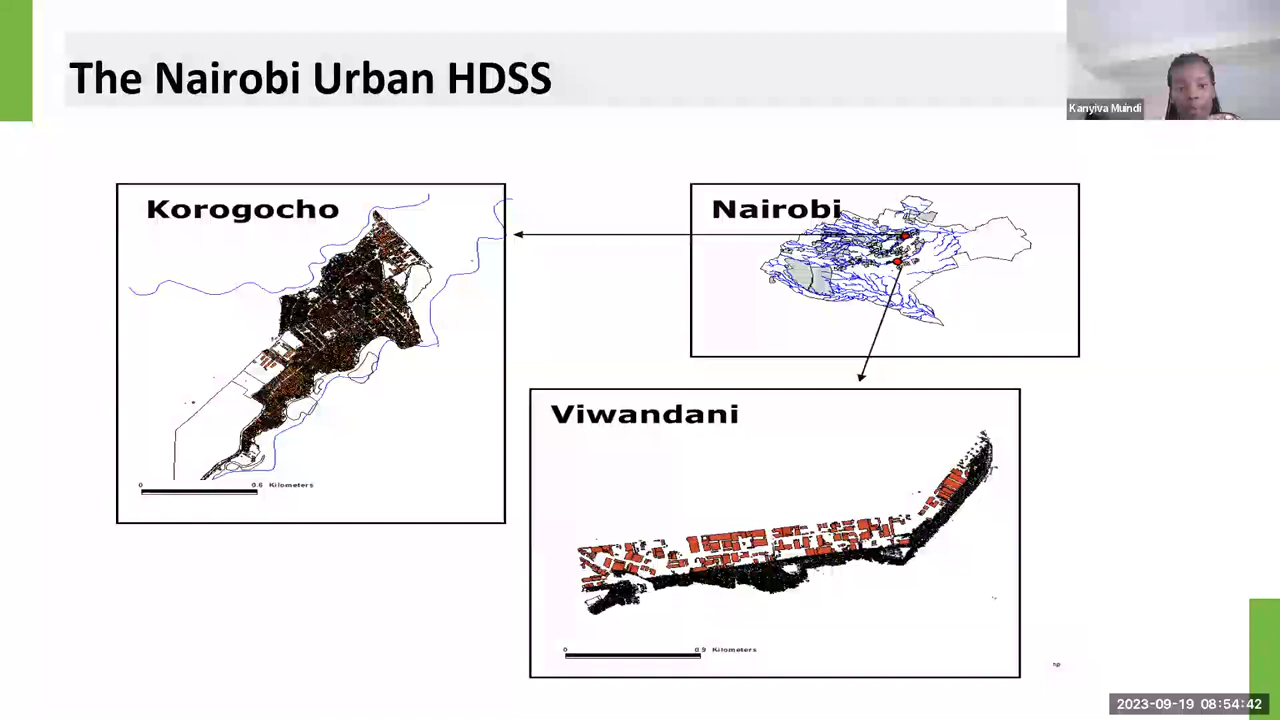 The Nairobi Urban HDSS
Kanyiva Muindi
Korogocho
Nairobi
0 0.6 Kilometers
Viwandani
0 0.9 Kilometers
2023-09-19 08:54:42